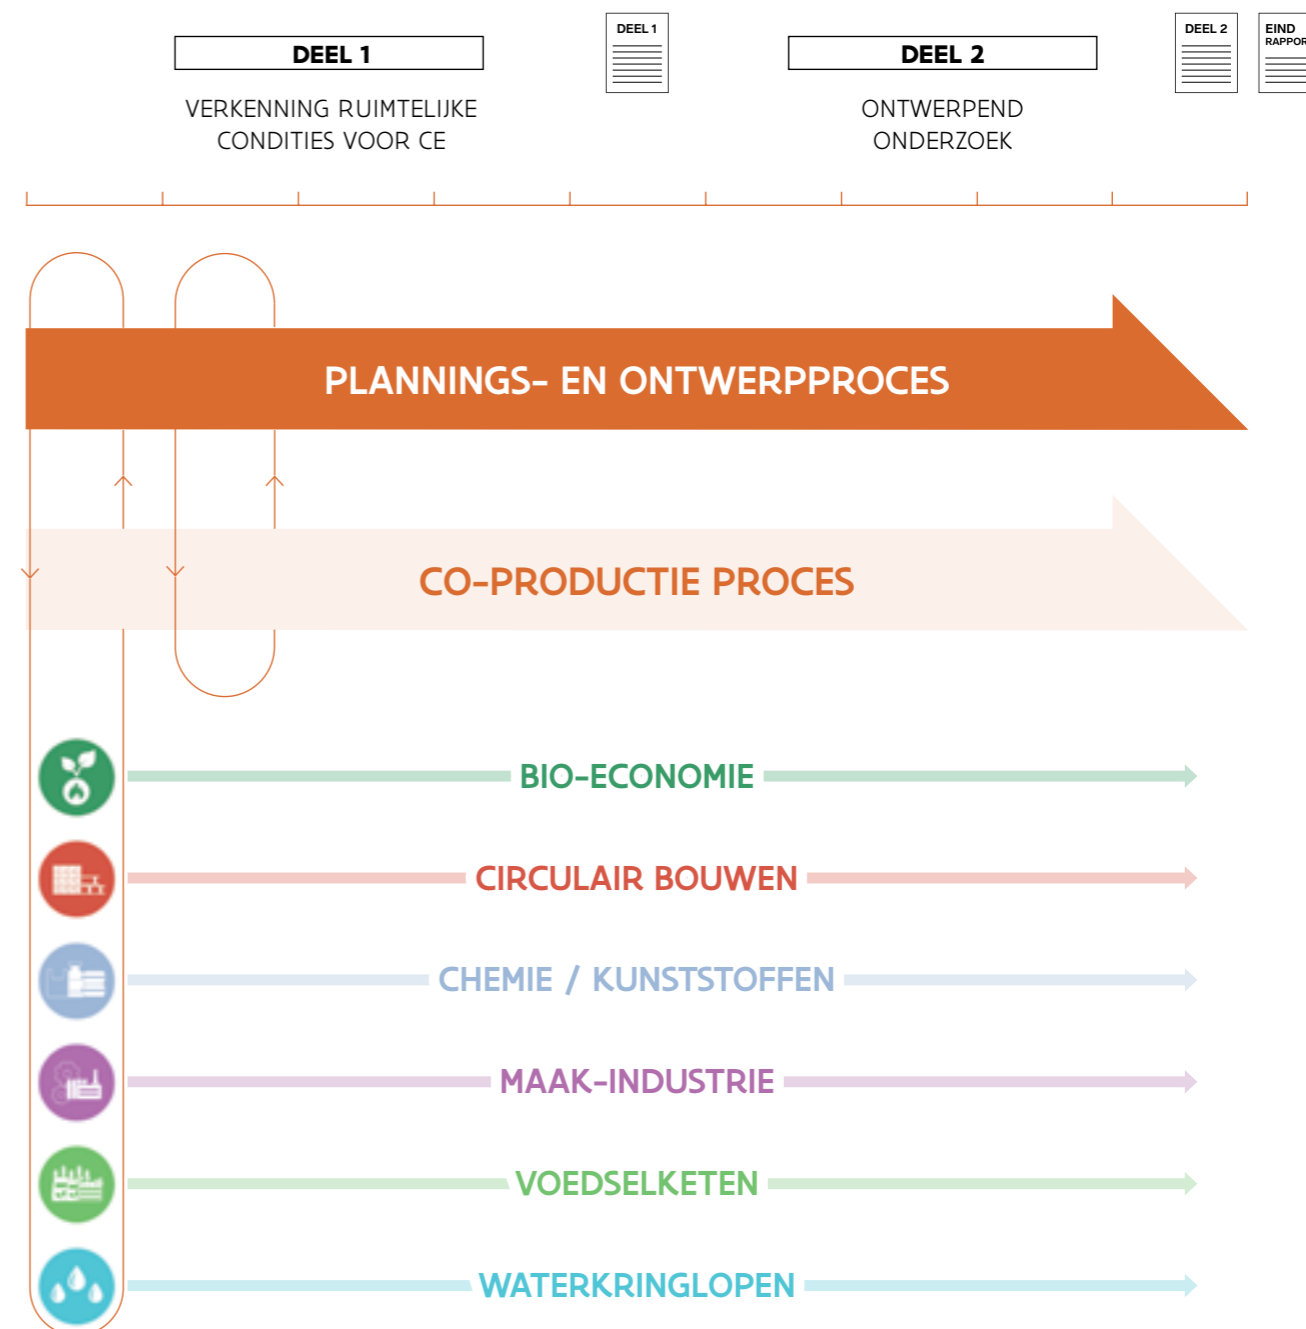 DEEL 1
VERKENNING RUIMTELIJKE
CONDITIES VOOR CE
DEEL 1
DEEL 2
ONTWERPEND
ONDERZOEK
DEEL 2
EIND
RAPPOR
PLANNINGS- EN ONTWERPPROCES
CO-PRODUCTIE PROCES
BIO-ECONOMIE
CIRCULAIR BOUWEN
CHEMIE / KUNSTSTOFFEN
MAAK-INDUSTRIE
VOEDSELKETEN
WATERKRINGLOPEN